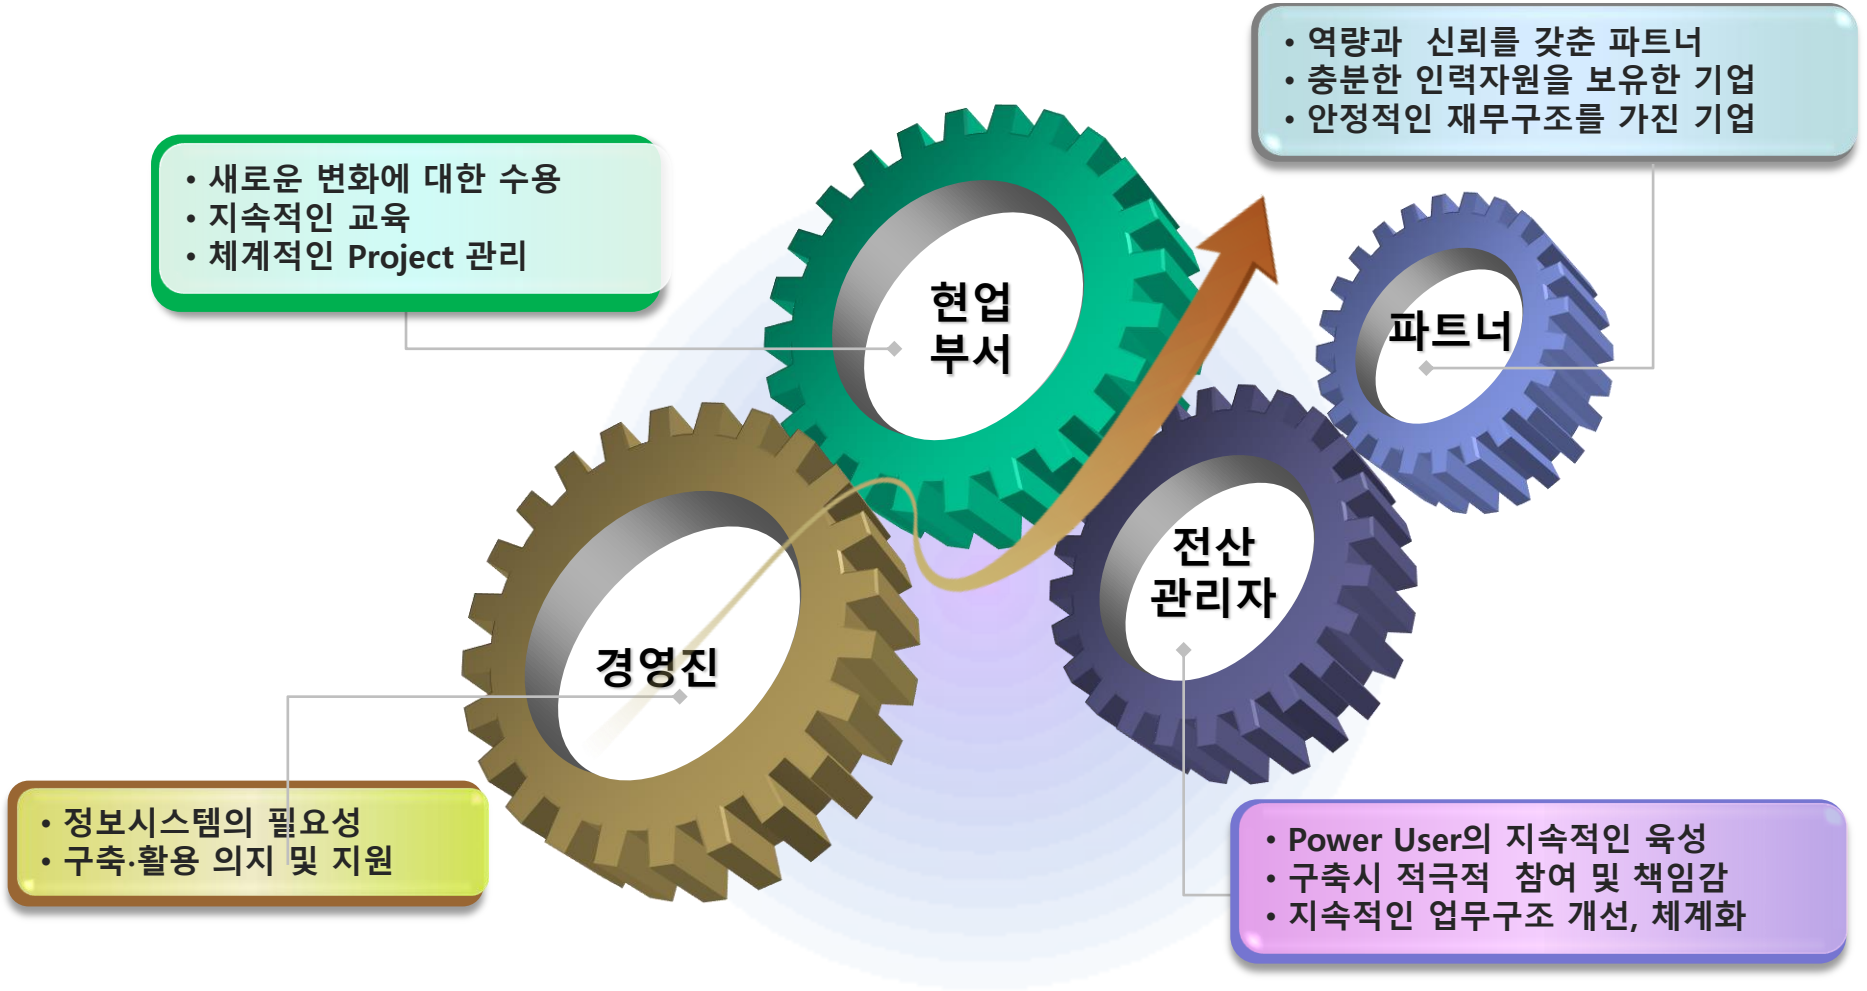 • 역량과 신뢰를 갖춘 파트너
• 충분한 인력자원을 보유한 기업
• 안정적인 재무구조를 가진 기업
• 새로운 변화에 대한 수용
• 지속적인 교육
• 체계적인 Project 관리
현업
부서
파트너
전산
관리자
경영진
• 정보시스템의 필요성
• 구축·활용 의지 및 지원
• Power User의 지속적인 육성
• 구축시 적극적 참여 및 책임감
• 지속적인 업무구조 개선, 체계화